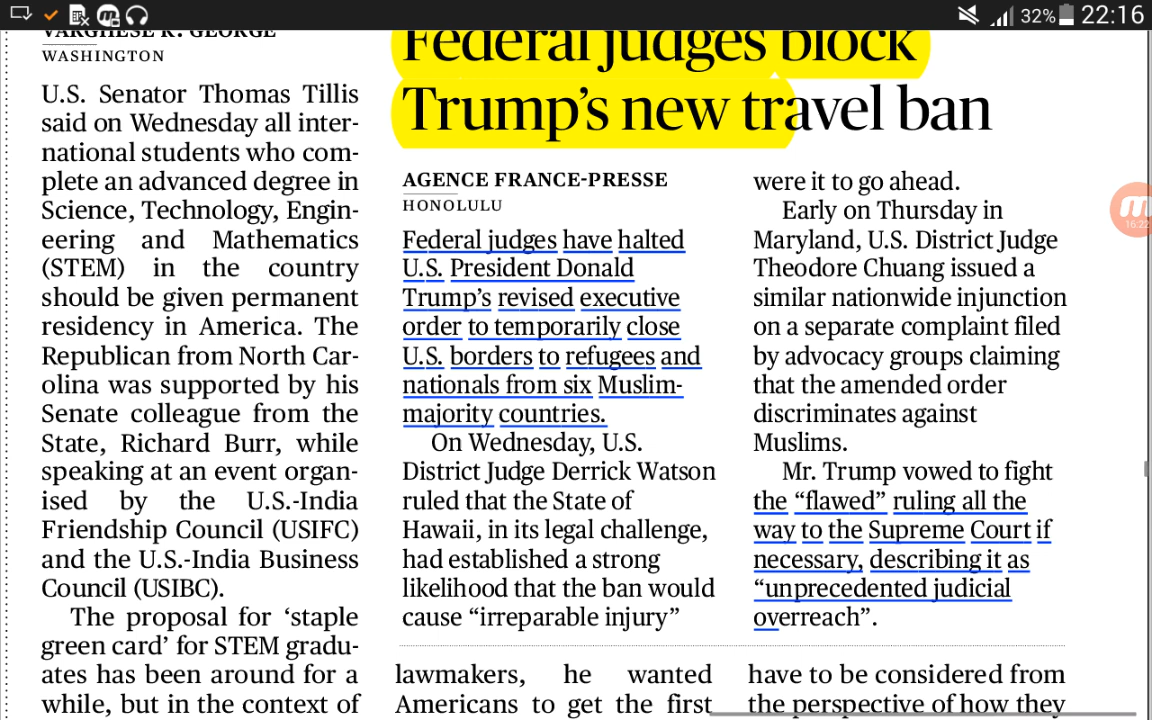 32% 22:16
VARGHESE K. GEORGE
WASHINGTON
U.S. Senator Thomas Tillis
said on Wednesday all inter-
national students who com-
plete an advanced degree in
Science, Technology, Engin-
eering and Mathematics
(STEM) in the country
should be given permanent
residency in America. The
Republican from North Car-
olina was supported by his
Senate colleague from the
State, Richard Burr, while
speaking at an event organ-
ised by the U.S.-India
Friendship Council (USIFC)
and the U.S.-India Business
Council (USIBC).
The proposal for ‘staple
green card’ for STEM gradu-
ates has been around for a
while, but in the context of
Federal judges block
Trump’s new travel ban
AGENCE FRANCE-PRESSE
HONOLULU
Federal judges have halted
U.S. President Donald
Trump’s revised executive
order to temporarily close
U.S. borders to refugees and
nationals from six Muslim-
majority countries.
On Wednesday, U.S.
District Judge Derrick Watson
ruled that the State of
Hawaii, in its legal challenge,
had established a strong
likelihood that the ban would
cause “irreparable injury”
were it to go ahead.
Early on Thursday in
Maryland, U.S. District Judge
Theodore Chuang issued a
similar nationwide injunction
on a separate complaint filed
by advocacy groups claiming
that the amended order
discriminates against
Muslims.
Mr. Trump vowed to fight
the “flawed” ruling all the
way to the Supreme Court if
necessary, describing it as
“unprecedented judicial
overreach”.
lawmakers, he wanted
Americans to get the first
have to be considered from
the perspective of how they
16:22